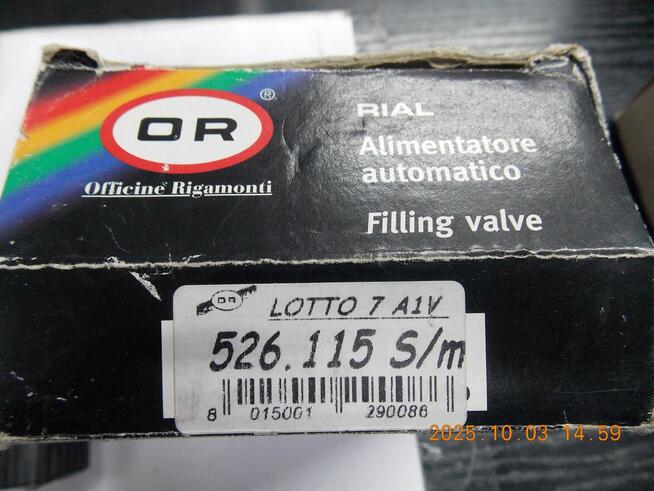 OR ®
Officine Rigamonti
RIAL
Alimentatore
automatico
Filling valve
OR
LOTTO 7 A1V
526.115 S/m
8 015001 290086
2025.10.03 14:59